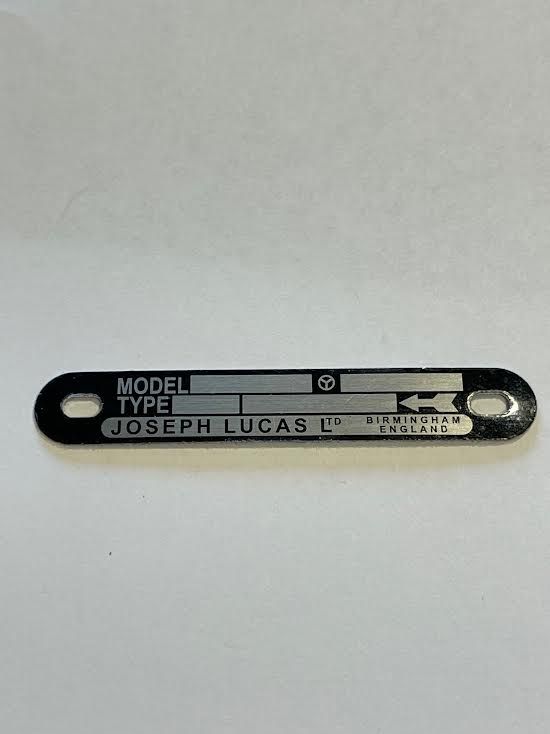 MODEL
TYPE
JOSEPH LUCAS LTD BIRMINGHAM
ENGLAND